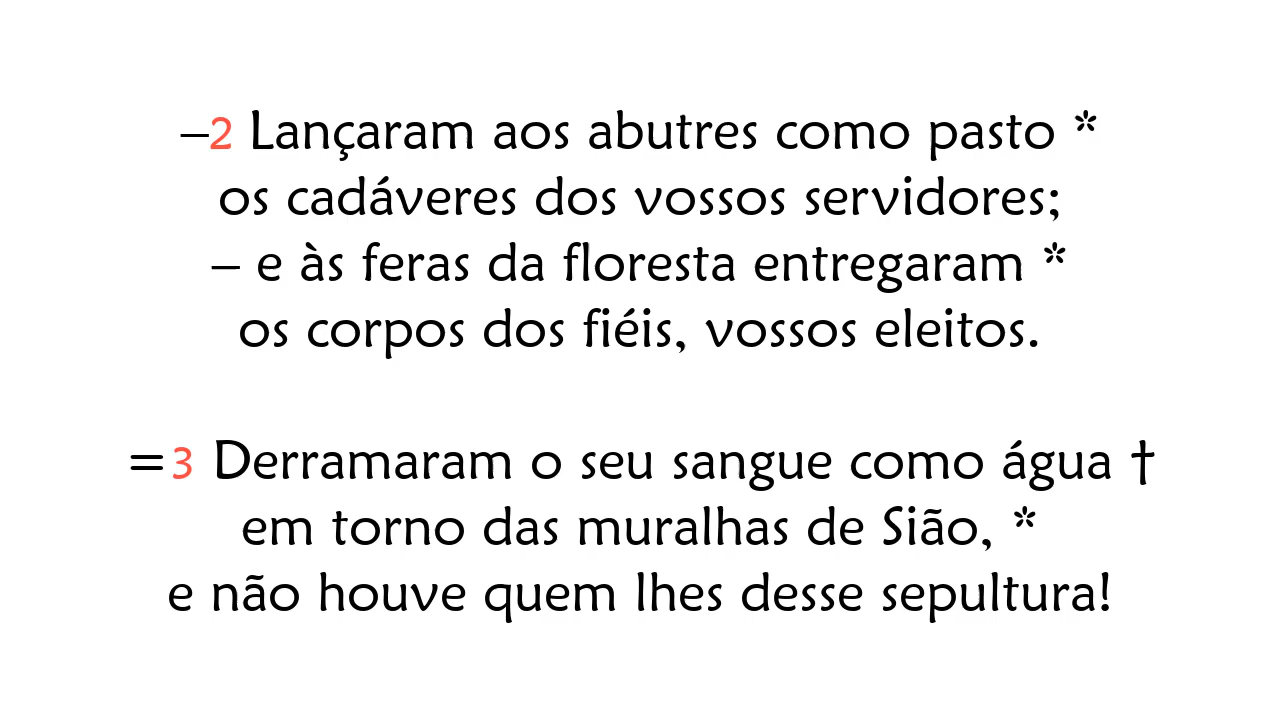 –2 Lançaram aos abutres como pasto *
os cadáveres dos vossos servidores;
– e às feras da floresta entregaram *
os corpos dos fiéis, vossos eleitos.
=3 Derramaram o seu sangue como água †
em torno das muralhas de Sião, *
e não houve quem lhes desse sepultura!